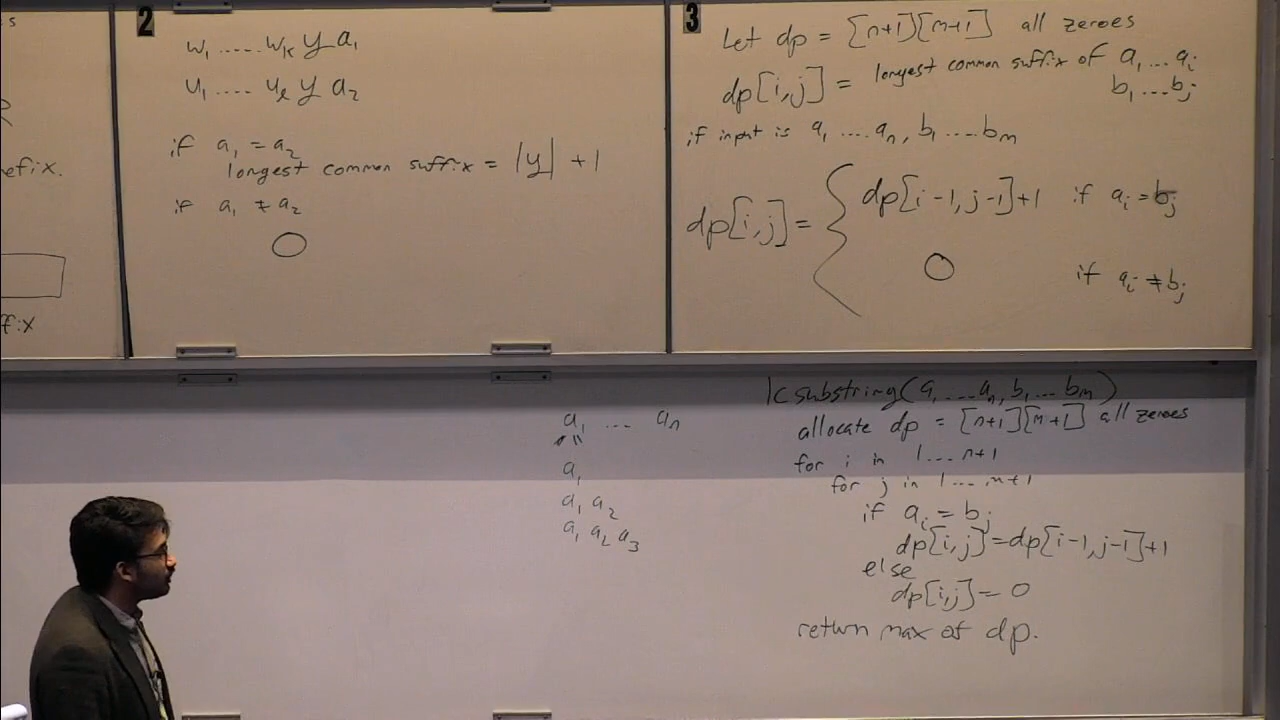 s
efix.
fix
2
w₁ ..... wₖ y a₁
u₁ .... uₗ y a₂
if a₁ = a₂
longest common suffix = |y| + 1
if a₁ ≠ a₂
0
3
Let dp = [n+1][m+1] all zeroes
dp[i,j] = longest common suffix of a₁ ... aᵢ
b₁ ... bⱼ
if input is a₁ .... aₙ, b₁ .... bₘ
dp[i,j] = { dp[i-1, j-1]+1 if aᵢ = bⱼ
0 if aᵢ ≠ bⱼ
a₁ ... aₙ
a₁
a₁ a₂
a₁ a₂ a₃
lcsubstring(a₁ ... aₙ, b₁ ... bₘ)
allocate dp = [n+1][m+1] all zeroes
for i in 1 ... n+1
for j in 1 ... m+1
if aᵢ = bⱼ
dp[i,j] = dp[i-1, j-1] + 1
else
dp[i,j] = 0
return max of dp.